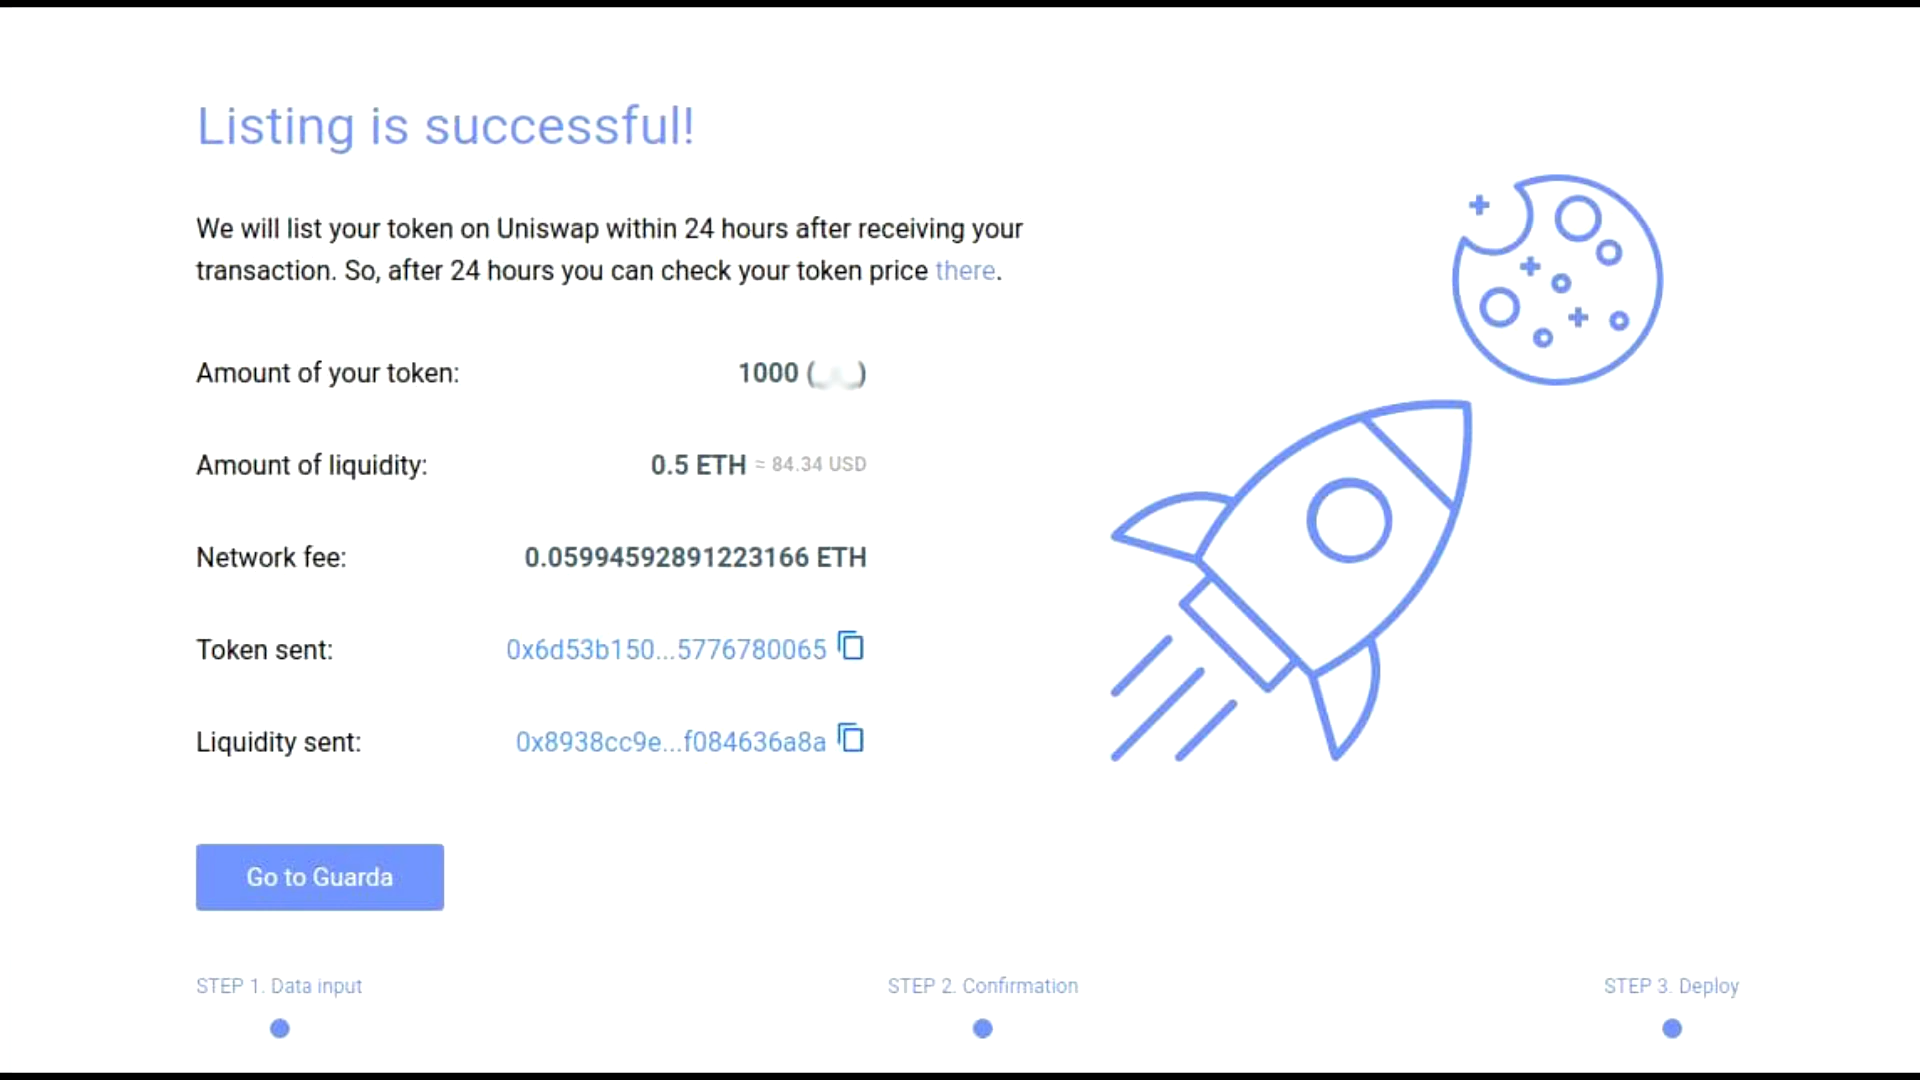 Listing is successful!
We will list your token on Uniswap within 24 hours after receiving your
transaction. So, after 24 hours you can check your token price there.
Amount of your token: 1000 ( )
Amount of liquidity: 0.5 ETH ≈ 84.34 USD
Network fee: 0.05994592891223166 ETH
Token sent: 0x6d53b150...5776780065
Liquidity sent: 0x8938cc9e...f084636a8a
Go to Guarda
STEP 1. Data input
STEP 2. Confirmation
STEP 3. Deploy